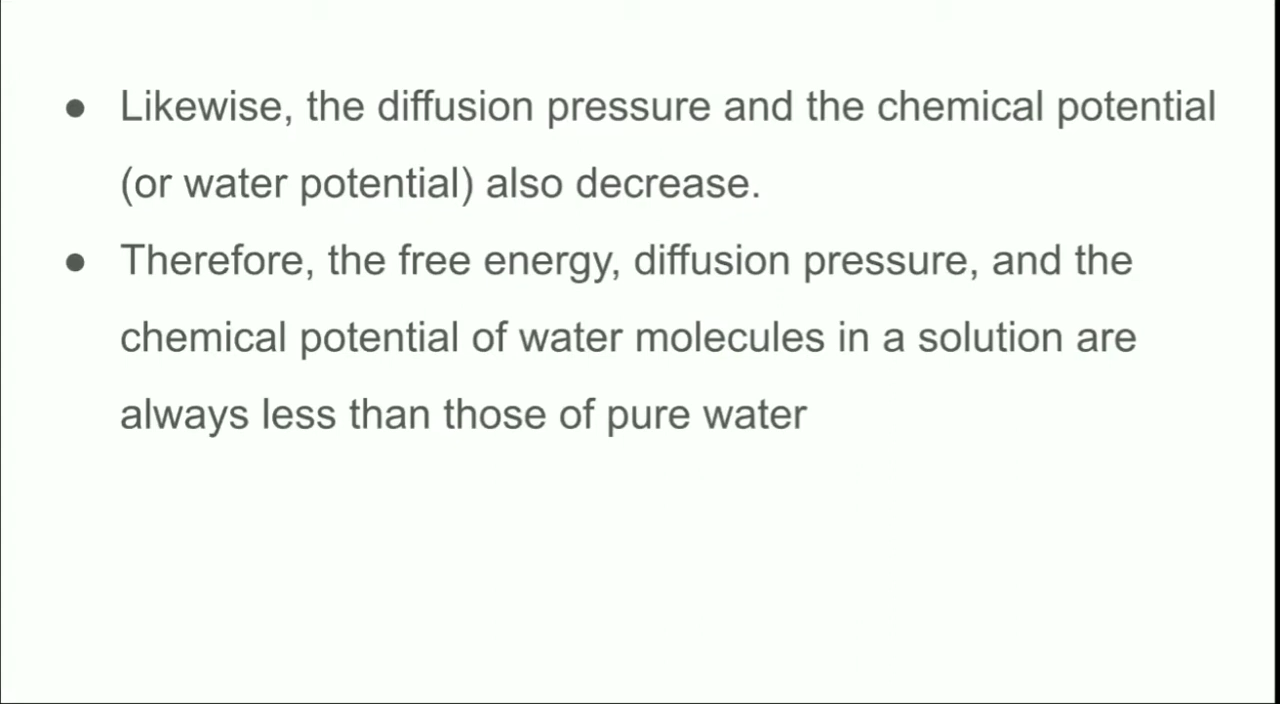 ● Likewise, the diffusion pressure and the chemical potential
(or water potential) also decrease.
● Therefore, the free energy, diffusion pressure, and the
chemical potential of water molecules in a solution are
always less than those of pure water